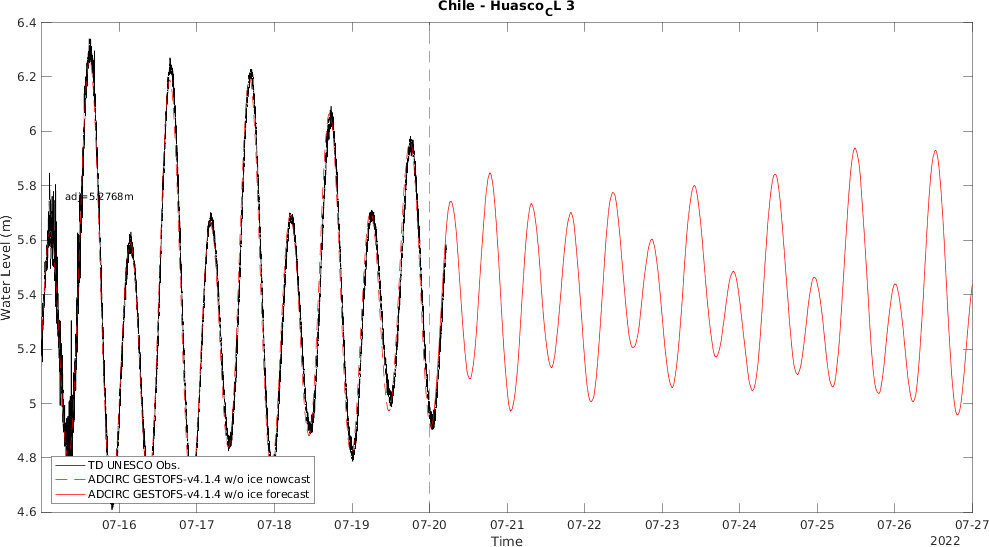 Chile - Huasco_CL 3
6.4
6.2
6
5.8
5.6
5.4
5.2
5
4.8
4.6
Water Level (m)
adj=5.2768m
TD UNESCO Obs.
ADCIRC GESTOFS-v4.1.4 w/o ice nowcast
ADCIRC GESTOFS-v4.1.4 w/o ice forecast
07-16 07-17 07-18 07-19 07-20 07-21 07-22 07-23 07-24 07-25 07-26 07-27
Time
2022